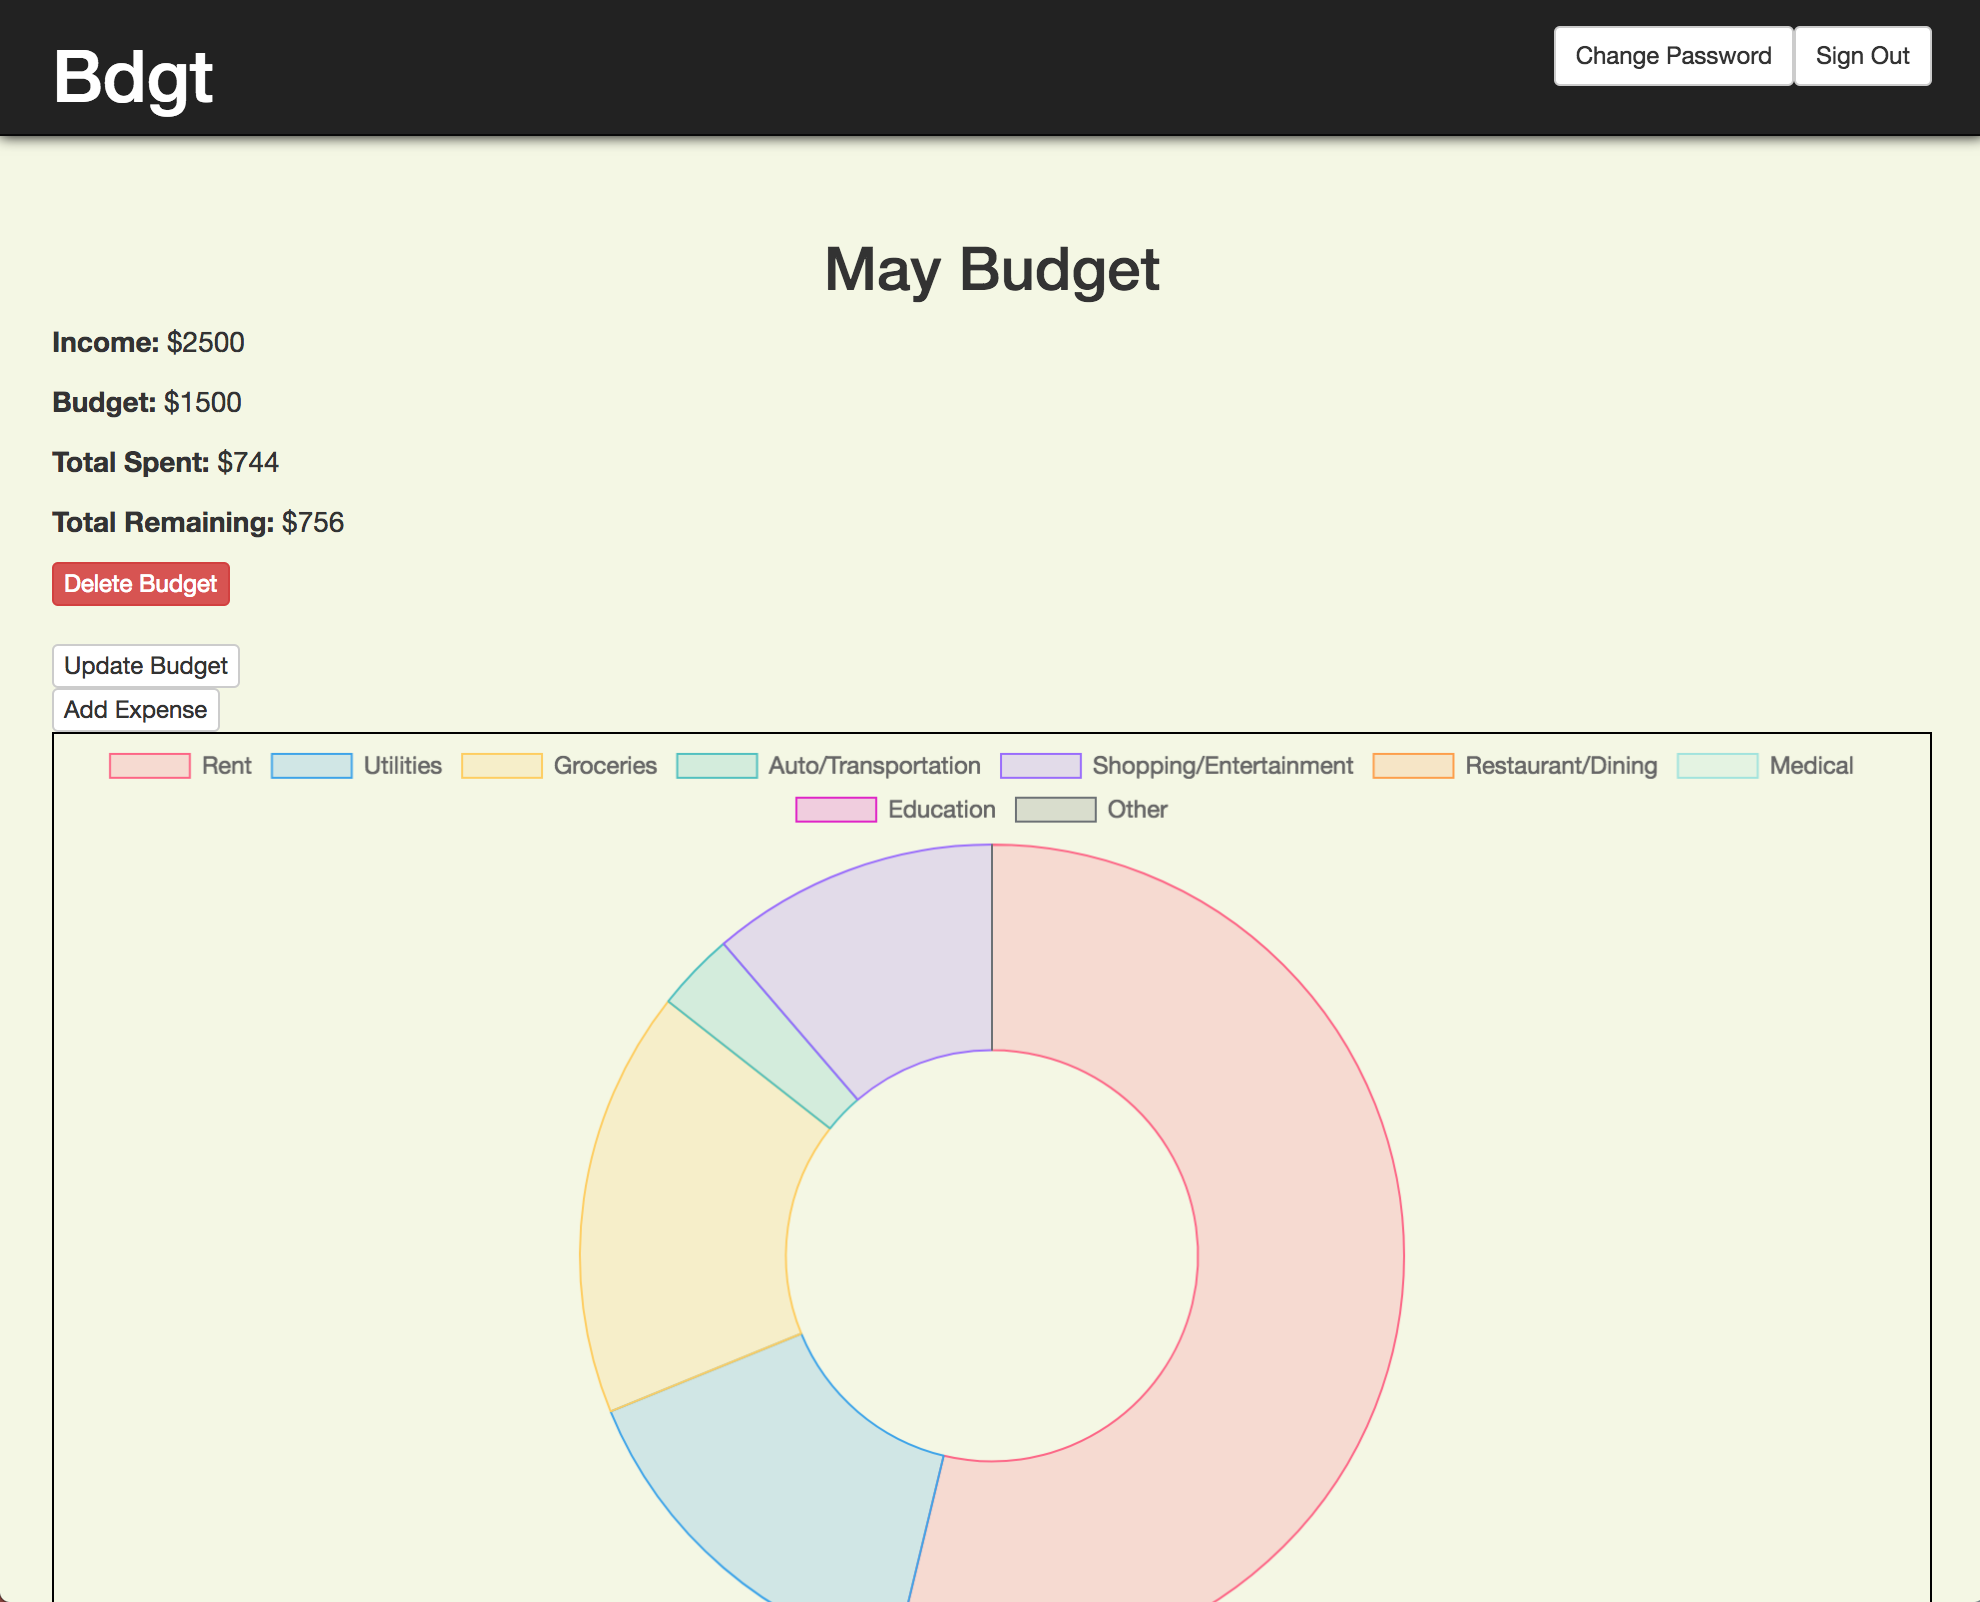 Bdgt
Change Password Sign Out
May Budget
Income: $2500
Budget: $1500
Total Spent: $744
Total Remaining: $756
Delete Budget
Update Budget
Add Expense
Rent Utilities Groceries Auto/Transportation Shopping/Entertainment Restaurant/Dining Medical
Education Other